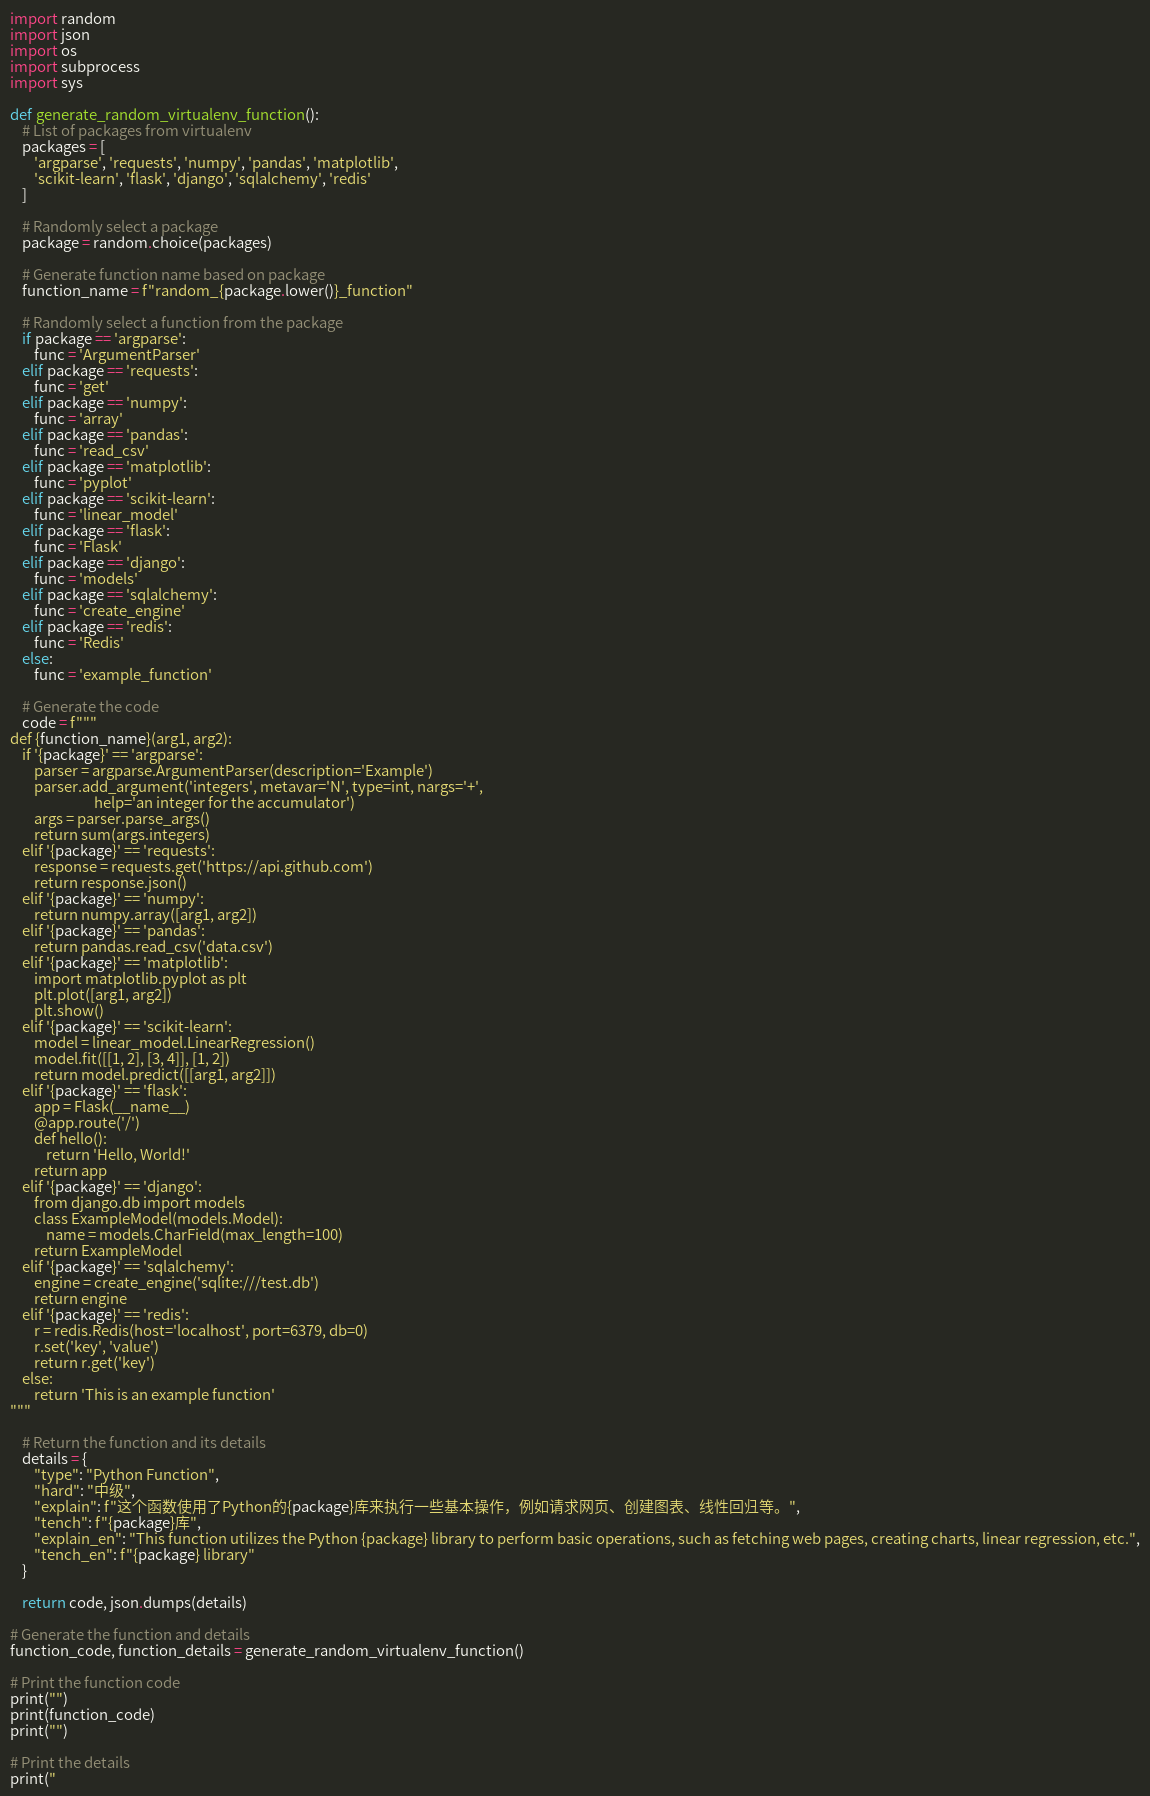 import random
import json
import os
import subprocess
import sys

def generate_random_virtualenv_function():
    # List of packages from virtualenv
    packages = [
        'argparse', 'requests', 'numpy', 'pandas', 'matplotlib',
        'scikit-learn', 'flask', 'django', 'sqlalchemy', 'redis'
    ]

    # Randomly select a package
    package = random.choice(packages)

    # Generate function name based on package
    function_name = f"random_{package.lower()}_function"

    # Randomly select a function from the package
    if package == 'argparse':
        func = 'ArgumentParser'
    elif package == 'requests':
        func = 'get'
    elif package == 'numpy':
        func = 'array'
    elif package == 'pandas':
        func = 'read_csv'
    elif package == 'matplotlib':
        func = 'pyplot'
    elif package == 'scikit-learn':
        func = 'linear_model'
    elif package == 'flask':
        func = 'Flask'
    elif package == 'django':
        func = 'models'
    elif package == 'sqlalchemy':
        func = 'create_engine'
    elif package == 'redis':
        func = 'Redis'
    else:
        func = 'example_function'

    # Generate the code
    code = f"""
def {function_name}(arg1, arg2):
    if '{package}' == 'argparse':
        parser = argparse.ArgumentParser(description='Example')
        parser.add_argument('integers', metavar='N', type=int, nargs='+',
                            help='an integer for the accumulator')
        args = parser.parse_args()
        return sum(args.integers)
    elif '{package}' == 'requests':
        response = requests.get('https://api.github.com')
        return response.json()
    elif '{package}' == 'numpy':
        return numpy.array([arg1, arg2])
    elif '{package}' == 'pandas':
        return pandas.read_csv('data.csv')
    elif '{package}' == 'matplotlib':
        import matplotlib.pyplot as plt
        plt.plot([arg1, arg2])
        plt.show()
    elif '{package}' == 'scikit-learn':
        model = linear_model.LinearRegression()
        model.fit([[1, 2], [3, 4]], [1, 2])
        return model.predict([[arg1, arg2]])
    elif '{package}' == 'flask':
        app = Flask(__name__)
        @app.route('/')
        def hello():
            return 'Hello, World!'
        return app
    elif '{package}' == 'django':
        from django.db import models
        class ExampleModel(models.Model):
            name = models.CharField(max_length=100)
        return ExampleModel
    elif '{package}' == 'sqlalchemy':
        engine = create_engine('sqlite:///test.db')
        return engine
    elif '{package}' == 'redis':
        r = redis.Redis(host='localhost', port=6379, db=0)
        r.set('key', 'value')
        return r.get('key')
    else:
        return 'This is an example function'
"""

    # Return the function and its details
    details = {
        "type": "Python Function",
        "hard": "中级",
        "explain": f"这个函数使用了Python的{package}库来执行一些基本操作，例如请求网页、创建图表、线性回归等。",
        "tench": f"{package}库",
        "explain_en": "This function utilizes the Python {package} library to perform basic operations, such as fetching web pages, creating charts, linear regression, etc.",
        "tench_en": f"{package} library"
    }

    return code, json.dumps(details)

# Generate the function and details
function_code, function_details = generate_random_virtualenv_function()

# Print the function code
print("")
print(function_code)
print("")

# Print the details
print("